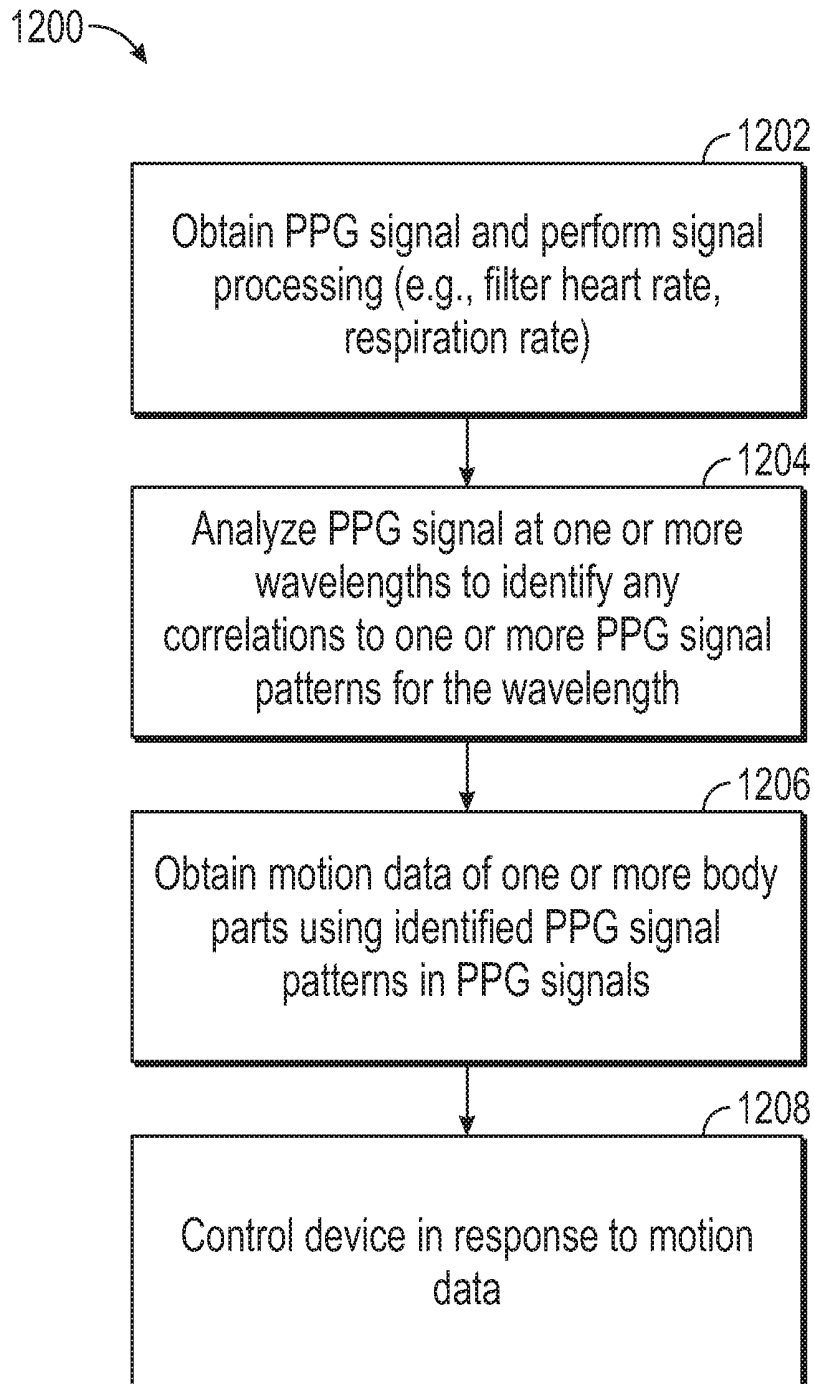 1200
1202
Obtain PPG signal and perform signal
processing (e.g., filter heart rate,
respiration rate)
1204
Analyze PPG signal at one or more
wavelengths to identify any
correlations to one or more PPG signal
patterns for the wavelength
1206
Obtain motion data of one or more body
parts using identified PPG signal
patterns in PPG signals
1208
Control device in response to motion
data